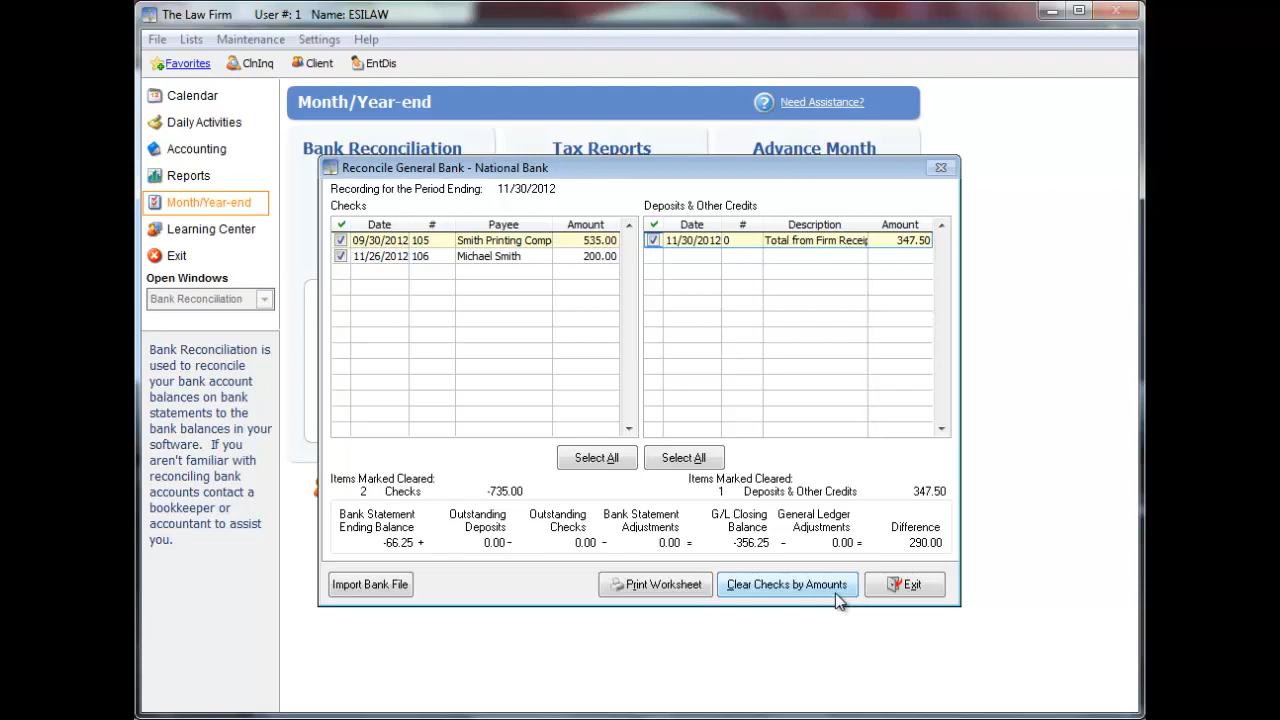 The Law Firm User #: 1 Name: ESILAW
File Lists Maintenance Settings Help
Favorites ClnInq Client EntDis
Calendar
Daily Activities
Accounting
Reports
Month/Year-end
Learning Center
Exit
Open Windows
Bank Reconciliation
Bank Reconciliation is
used to reconcile
your bank account
balances on bank
statements to the
bank balances in your
software. If you
aren't familiar with
reconciling bank
accounts contact a
bookkeeper or
accountant to assist
you.
Month/Year-end
Need Assistance?
Bank Reconciliation Tax Reports Advance Month
Reconcile General Bank - National Bank
Recording for the Period Ending: 11/30/2012
Checks
Date # Payee Amount
09/30/2012 105 Smith Printing Comp 535.00
11/26/2012 106 Michael Smith 200.00
Select All
Deposits & Other Credits
Date # Description Amount
11/30/2012 0 Total from Firm Receip 347.50
Select All
Items Marked Cleared:
2 Checks -735.00
Items Marked Cleared:
1 Deposits & Other Credits 347.50
Bank Statement Outstanding Outstanding Bank Statement G/L Closing General Ledger
Ending Balance Deposits Checks Adjustments Balance Adjustments Difference
-66.25 + 0.00 - 0.00 - 0.00 = -356.25 - 0.00 = 290.00
Import Bank File Print Worksheet Clear Checks by Amounts Exit